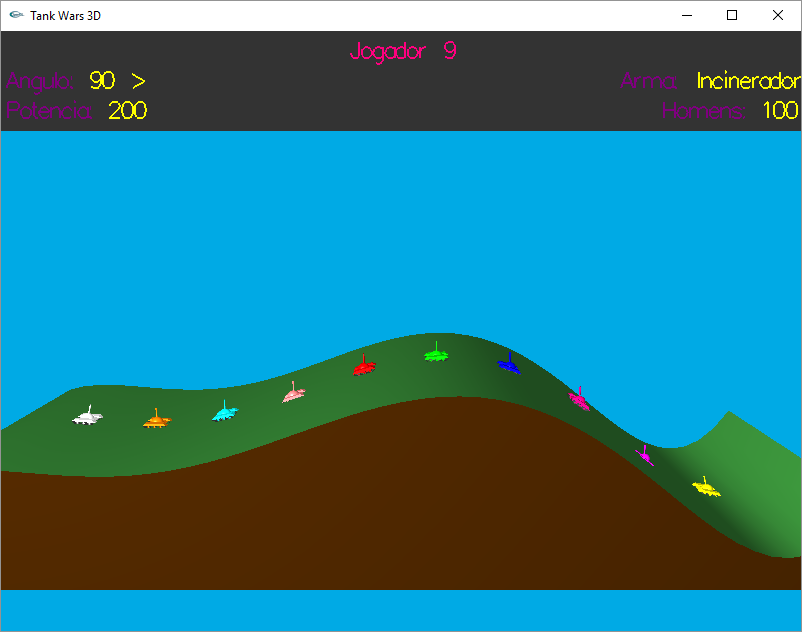 Tank Wars 3D
Jogador 9
Angulo: 90 >
Arma: Incinerador
Potencia: 200
Homens: 100